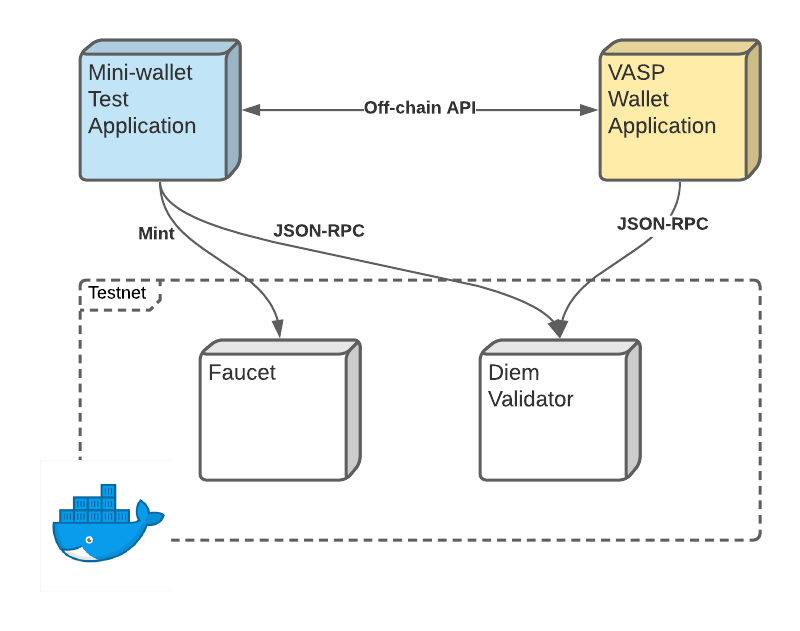 Mini-wallet
Test
Application
VASP
Wallet
Application
Off-chain API
Mint
JSON-RPC
JSON-RPC
Testnet
Faucet
Diem
Validator